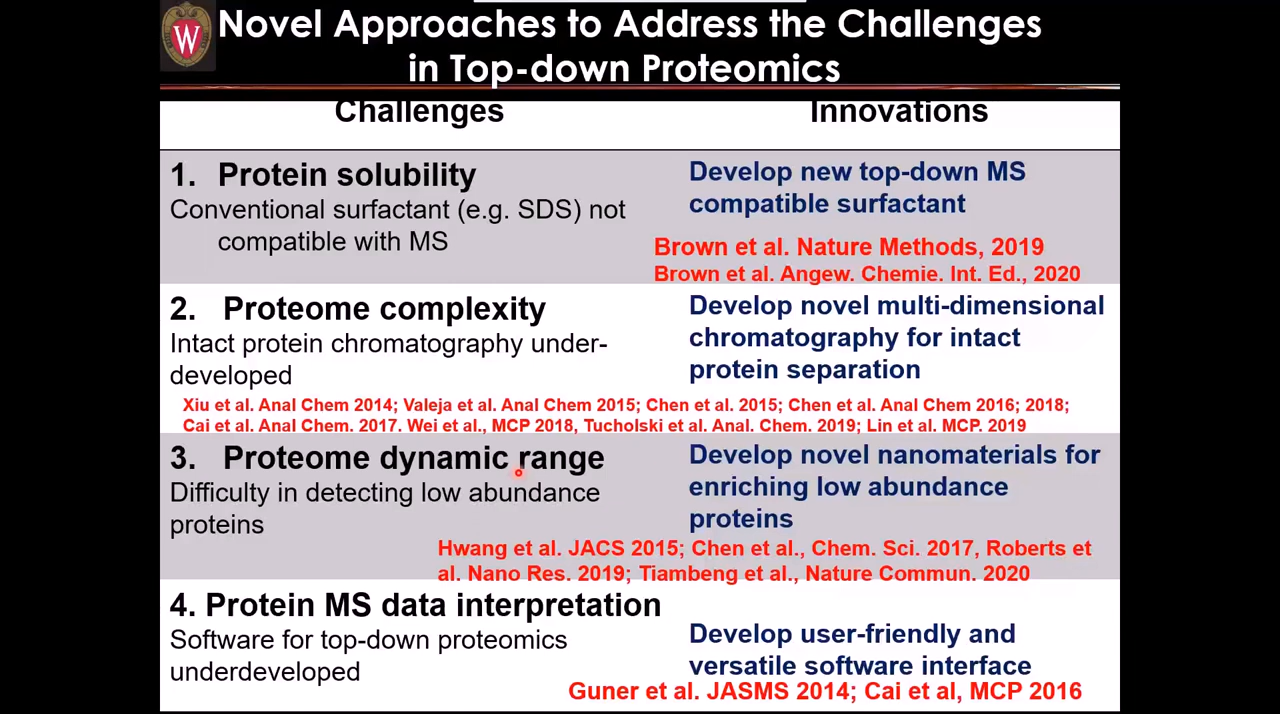 W
Novel Approaches to Address the Challenges
in Top-down Proteomics
Challenges
Innovations
1. Protein solubility
Conventional surfactant (e.g. SDS) not
compatible with MS
Develop new top-down MS
compatible surfactant
Brown et al. Nature Methods, 2019
Brown et al. Angew. Chemie. Int. Ed., 2020
2. Proteome complexity
Intact protein chromatography under-
developed
Develop novel multi-dimensional
chromatography for intact
protein separation
Xiu et al. Anal Chem 2014; Valeja et al. Anal Chem 2015; Chen et al. 2015; Chen et al. Anal Chem 2016; 2018;
Cai et al. Anal Chem. 2017. Wei et al., MCP 2018, Tucholski et al. Anal. Chem. 2019; Lin et al. MCP. 2019
3. Proteome dynamic range
Difficulty in detecting low abundance
proteins
Develop novel nanomaterials for
enriching low abundance
proteins
Hwang et al. JACS 2015; Chen et al., Chem. Sci. 2017, Roberts et
al. Nano Res. 2019; Tiambeng et al., Nature Commun. 2020
4. Protein MS data interpretation
Software for top-down proteomics
underdeveloped
Develop user-friendly and
versatile software interface
Guner et al. JASMS 2014; Cai et al, MCP 2016